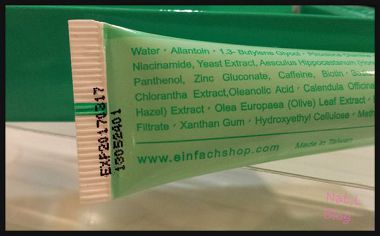 Water · Allantoin · 1,3- Butylene Glycol ·
Niacinamide, Yeast Extract, Aesculus Hippocastanum
Panthenol, Zinc Gluconate, Caffeine, Biotin
Chlorantha Extract,Oleanolic Acid · Calendula
Hazel) Extract · Olea Europaea (Olive) Leaf Extract ·
Filtrate · Xanthan Gum · Hydroxyethyl Cellulose ·
www.einfachshop.com Made in Taiwan
EXP20170317
13052401
Blog